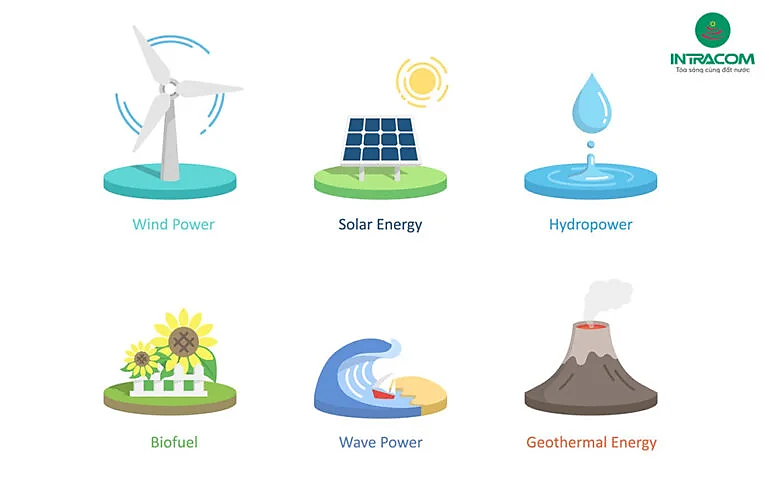 INTRACOM
Tỏa sáng cùng đất nước
Wind Power
Solar Energy
Hydropower
Biofuel
Wave Power
Geothermal Energy